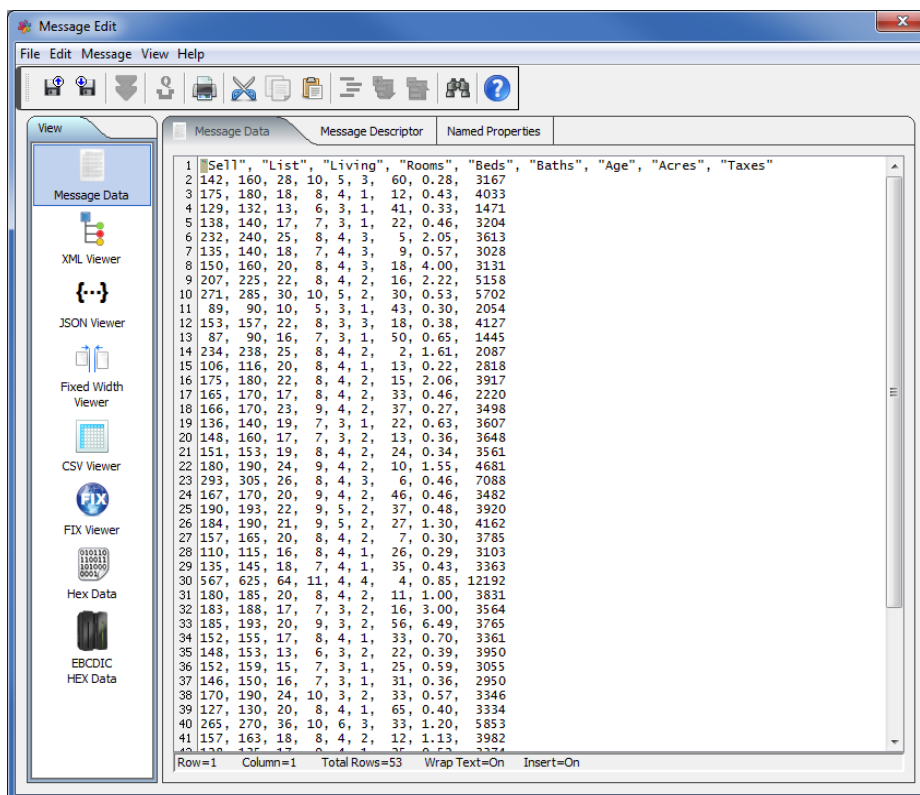 Message Edit
File Edit Message View Help
View
Message Data
XML Viewer
{...}
JSON Viewer
Fixed Width
Viewer
CSV Viewer
FIX
FIX Viewer
010110
110011
101000
0001
Hex Data
EBCDIC
HEX Data
Message Data Message Descriptor Named Properties
1 "Sell", "List", "Living", "Rooms", "Beds", "Baths", "Age", "Acres", "Taxes"
2 142, 160, 28, 10, 5, 3, 60, 0.28, 3167
3 175, 180, 18, 8, 4, 1, 12, 0.43, 4033
4 129, 132, 13, 6, 3, 1, 41, 0.33, 1471
5 138, 140, 17, 7, 3, 1, 22, 0.46, 3204
6 232, 240, 25, 8, 4, 3, 5, 2.05, 3613
7 135, 140, 18, 7, 4, 3, 9, 0.57, 3028
8 150, 160, 20, 8, 4, 3, 18, 4.00, 3131
9 207, 225, 22, 8, 4, 2, 16, 2.22, 5158
10 271, 285, 30, 10, 5, 2, 30, 0.53, 5702
11 89, 90, 10, 5, 3, 1, 43, 0.30, 2054
12 153, 157, 22, 8, 3, 3, 18, 0.38, 4127
13 87, 90, 16, 7, 3, 1, 50, 0.65, 1445
14 234, 238, 25, 8, 4, 2, 2, 1.61, 2087
15 106, 116, 20, 8, 4, 1, 13, 0.22, 2818
16 175, 180, 22, 8, 4, 2, 15, 2.06, 3917
17 165, 170, 17, 8, 4, 2, 33, 0.46, 2220
18 166, 170, 23, 9, 4, 2, 37, 0.27, 3498
19 136, 140, 19, 7, 3, 1, 22, 0.63, 3607
20 148, 160, 17, 7, 3, 2, 13, 0.36, 3648
21 151, 153, 19, 8, 4, 2, 24, 0.34, 3561
22 180, 190, 24, 9, 4, 2, 10, 1.55, 4681
23 293, 305, 26, 8, 4, 3, 6, 0.46, 7088
24 167, 170, 20, 9, 4, 2, 46, 0.46, 3482
25 190, 193, 22, 9, 5, 2, 37, 0.48, 3920
26 184, 190, 21, 9, 5, 2, 27, 1.30, 4162
27 157, 165, 20, 8, 4, 2, 7, 0.30, 3785
28 110, 115, 16, 8, 4, 1, 26, 0.29, 3103
29 135, 145, 18, 7, 4, 1, 35, 0.43, 3363
30 567, 625, 64, 11, 4, 4, 4, 0.85, 12192
31 180, 185, 20, 8, 4, 2, 11, 1.00, 3831
32 183, 188, 17, 7, 3, 2, 16, 3.00, 3564
33 185, 193, 20, 9, 3, 2, 56, 6.49, 3765
34 152, 155, 17, 8, 4, 1, 33, 0.70, 3361
35 148, 153, 13, 6, 3, 2, 22, 0.39, 3950
36 152, 159, 15, 7, 3, 1, 25, 0.59, 3055
37 146, 150, 16, 7, 3, 1, 31, 0.36, 2950
38 170, 190, 24, 10, 3, 2, 33, 0.57, 3346
39 127, 130, 20, 8, 4, 1, 65, 0.40, 3334
40 265, 270, 36, 10, 6, 3, 33, 1.20, 5853
41 157, 163, 18, 8, 4, 2, 12, 1.13, 3982
Row=1 Column=1 Total Rows=53 Wrap Text=On Insert=On